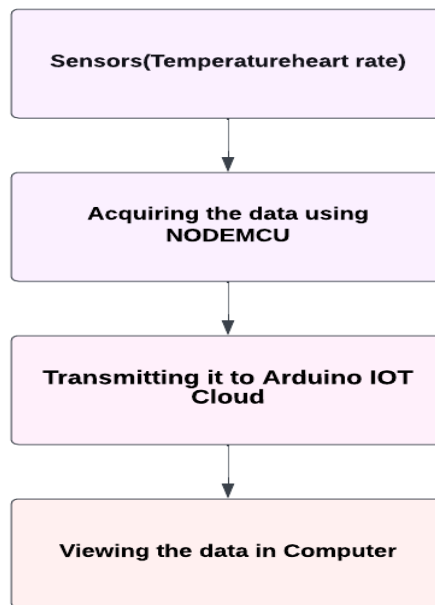 Sensors(Temperatureheart rate)
Acquiring the data using
NODEMCU
Transmitting it to Arduino IOT
Cloud
Viewing the data in Computer